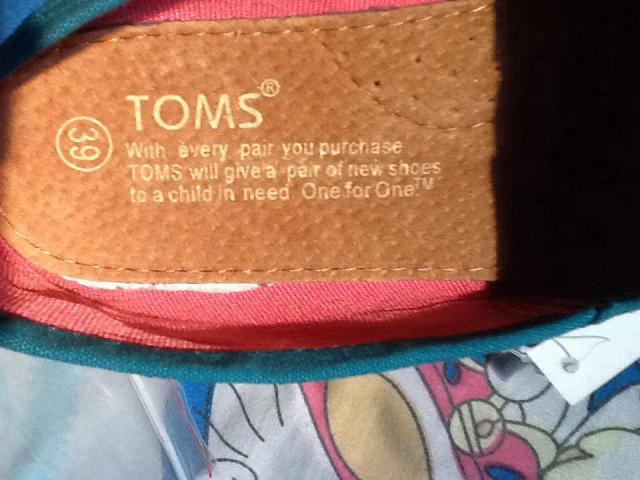 TOMS®
39
With every pair you purchase
TOMS will give a pair of new shoes
to a child in need. One for One.™